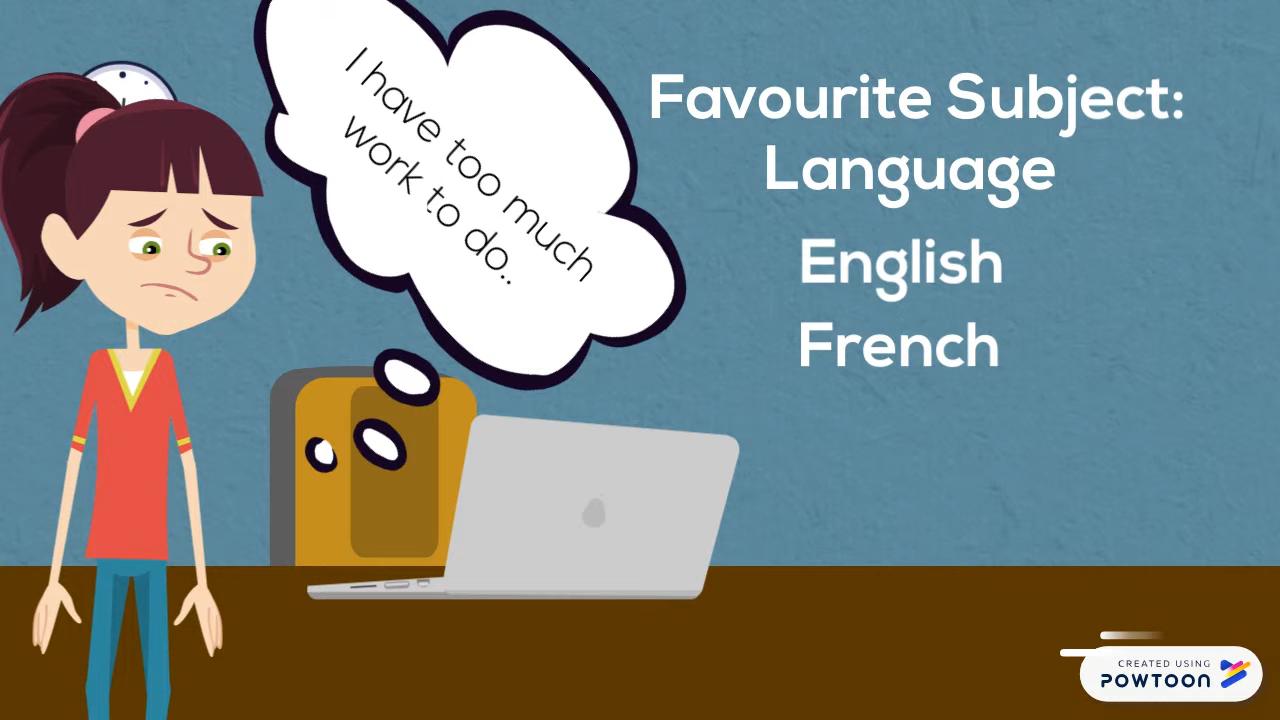 I have too much
work to do..
Favourite Subject:
Language
English
French
CREATED USING
POWTOON